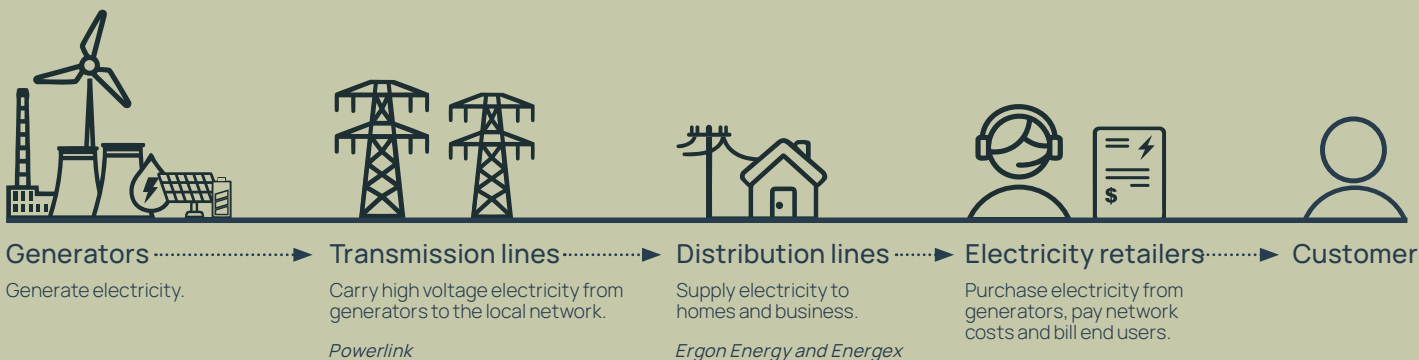 $
Generators
Generate electricity.
Transmission lines
Carry high voltage electricity from
generators to the local network.
Powerlink
Distribution lines
Supply electricity to
homes and business.
Ergon Energy and Energex
Electricity retailers
Purchase electricity from
generators, pay network
costs and bill end users.
Customer